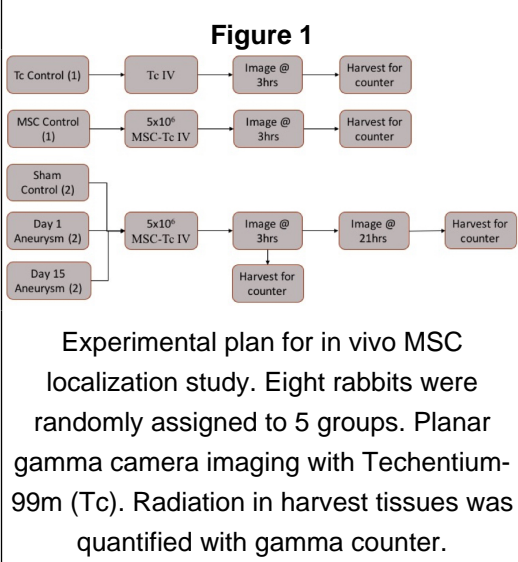 Figure 1
Tc Control (1)
Tc IV
Image @
3hrs
Harvest for
counter
MSC Control
(1)
5x10⁶
MSC-Tc IV
Image @
3hrs
Harvest for
counter
Sham
Control (2)
Day 1
Aneurysm (2)
Day 15
Aneurysm (2)
5x10⁶
MSC-Tc IV
Image @
3hrs
Image @
21hrs
Harvest for
counter
Harvest for
counter
Experimental plan for in vivo MSC
localization study. Eight rabbits were
randomly assigned to 5 groups. Planar
gamma camera imaging with Techentium-
99m (Tc). Radiation in harvest tissues was
quantified with gamma counter.